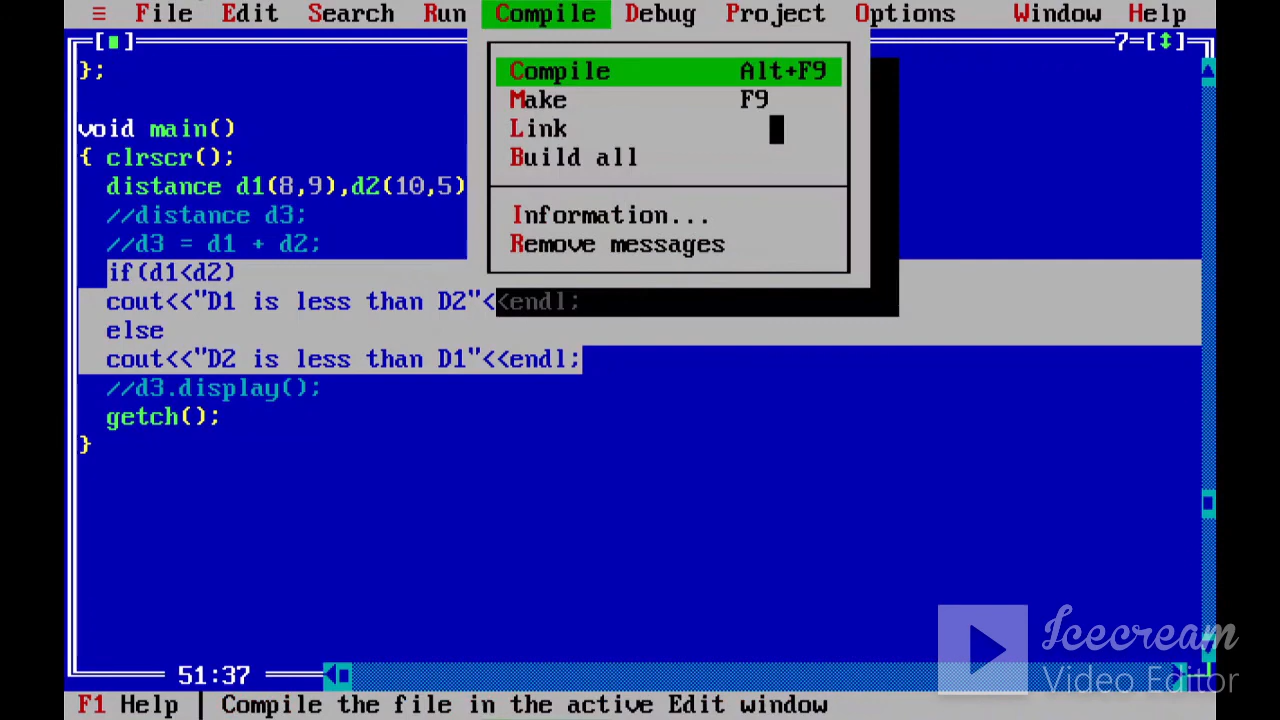 ≡ File Edit Search Run Compile Debug Project Options Window Help
[■] 7=[↕]
};
Compile Alt+F9
Make F9
Link
Build all
Information...
Remove messages
void main()
{ clrscr();
distance d1(8,9),d2(10,5)
//distance d3;
//d3 = d1 + d2;
if(d1<d2)
cout<<"D1 is less than D2"<<endl;
else
cout<<"D2 is less than D1"<<endl;
//d3.display();
getch();
}
51:37
F1 Help │ Compile the file in the active Edit window
Icecream
Video Editor